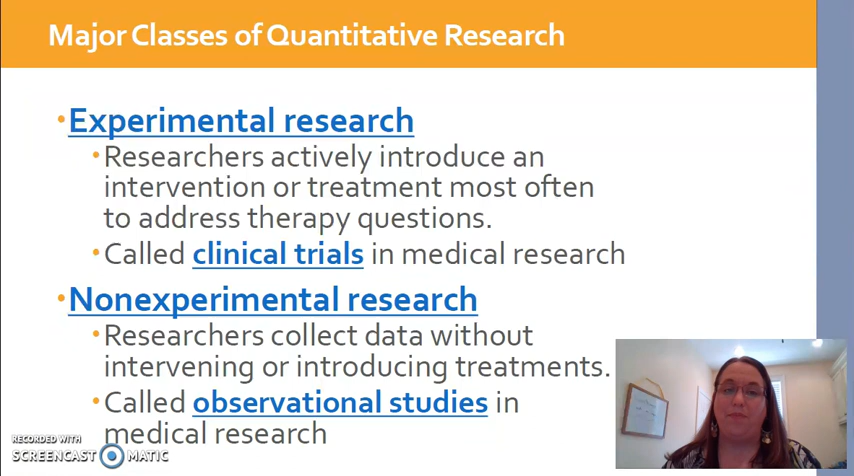 Major Classes of Quantitative Research
•Experimental research
•Researchers actively introduce an
intervention or treatment most often
to address therapy questions.
•Called clinical trials in medical research
•Nonexperimental research
•Researchers collect data without
intervening or introducing treatments.
•Called observational studies in
medical research
RECORDED WITH
SCREENCAST MATIC